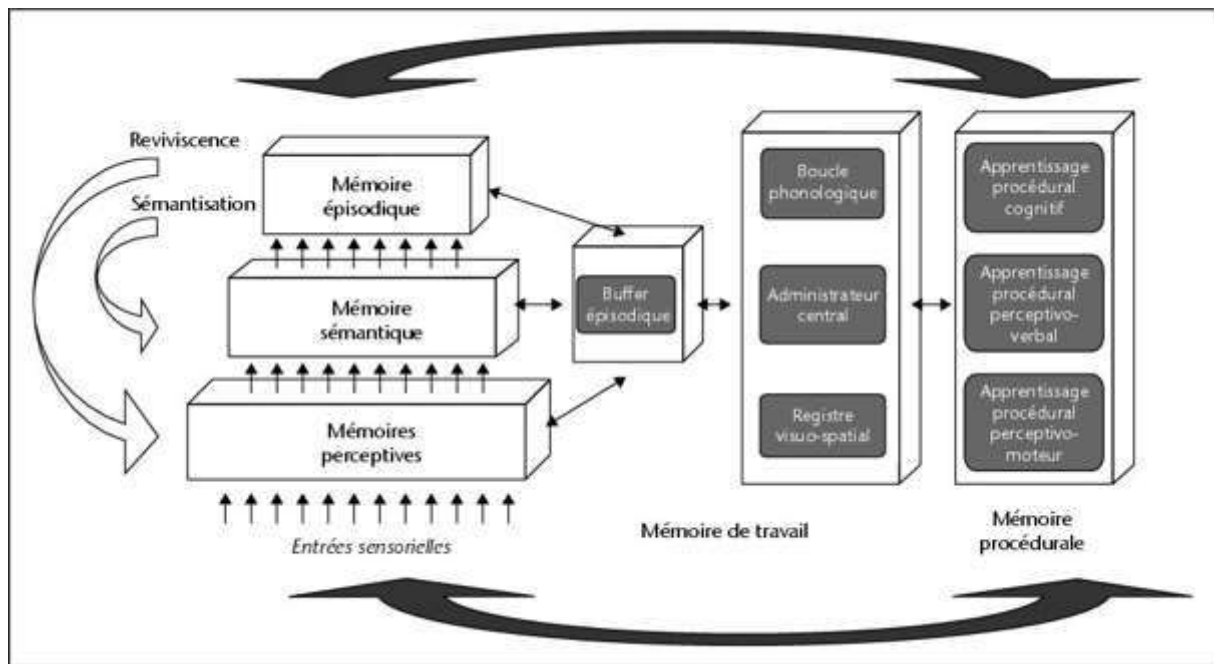 Reviviscence
Sémantisation
Mémoire
épisodique
Mémoire
sémantique
Mémoires
perceptives
Entrées sensorielles
Buffer
épisodique
Boucle
phonologique
Administrateur
central
Registre
visuo-spatial
Mémoire de travail
Apprentissage
procédural
cognitif
Apprentissage
procédural
perceptivo-
verbal
Apprentissage
procédural
perceptivo-
moteur
Mémoire
procédurale